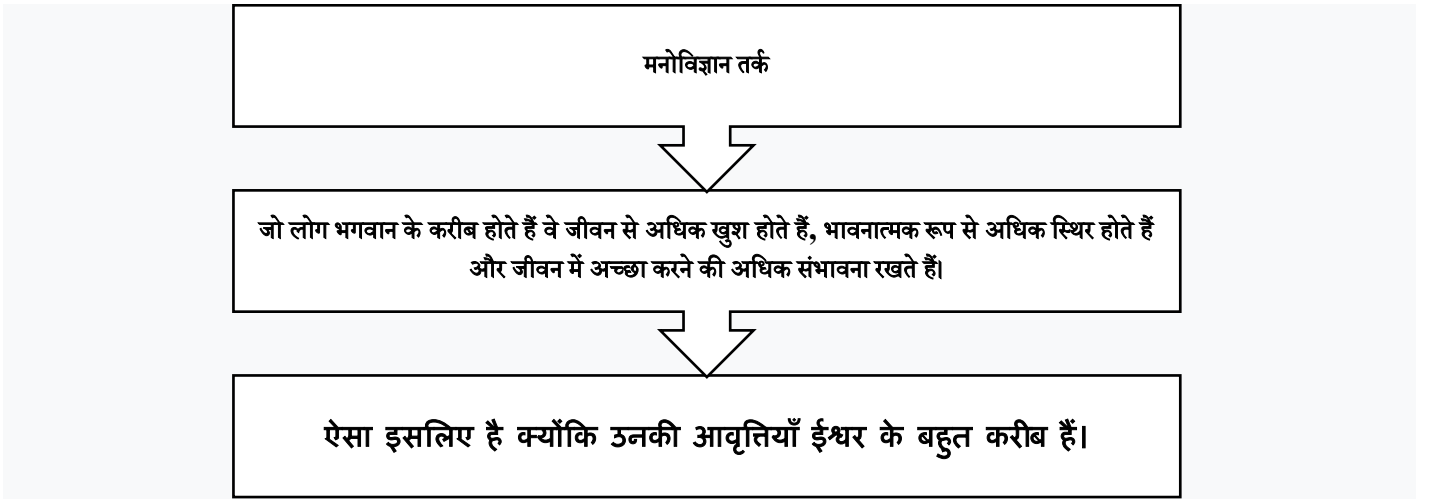 मनोविज्ञान तर्क
जो लोग भगवान के करीब होते हैं वे जीवन से अधिक खुश होते हैं, भावनात्मक रूप से अधिक स्थिर होते हैं
और जीवन में अच्छा करने की अधिक संभावना रखते हैं।
ऐसा इसलिए है क्योंकि उनकी आवृत्तियाँ ईश्वर के बहुत करीब हैं।